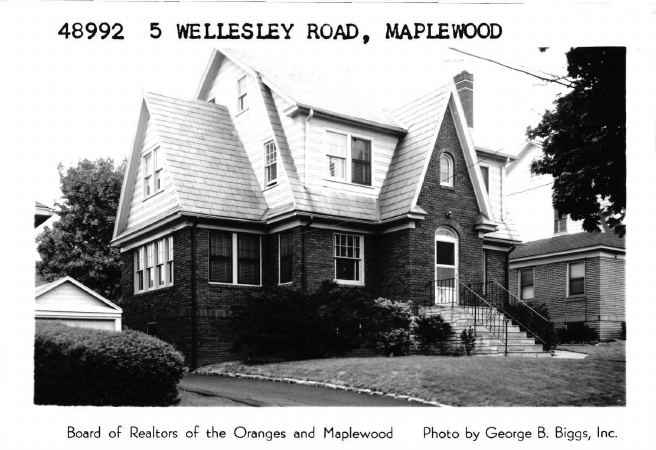 48992 5 WELLESLEY ROAD, MAPLEWOOD
Board of Realtors of the Oranges and Maplewood Photo by George B. Biggs, Inc.